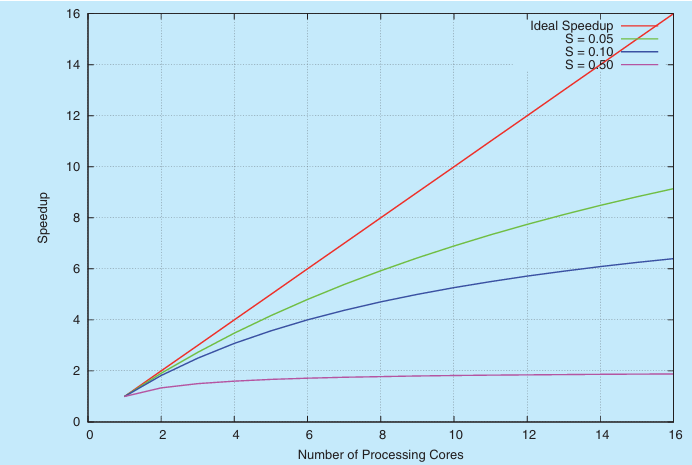 16
14
12
10
8
6
4
2
0
Speedup
Ideal Speedup
S = 0.05
S = 0.10
S = 0.50
0 2 4 6 8 10 12 14 16
Number of Processing Cores